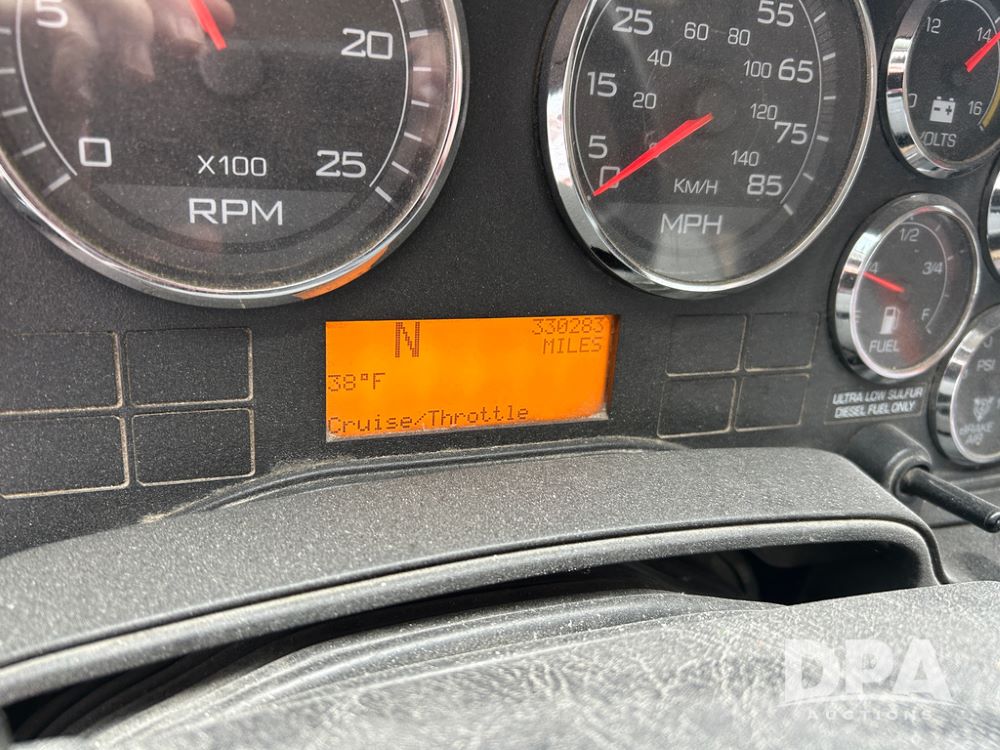 5
20
0
25
X100
RPM
5
15
25
55
65
75
85
0
20
40
60
80
100
120
140
KM/H
MPH
12
14
16
VOLTS
1/2
3/4
F
FUEL
ULTRA LOW SULFUR
DIESEL FUEL ONLY
PSI
BRAKE
N
330283
MILES
38°F
Cruise/Throttle
DPA
AUCTIONS